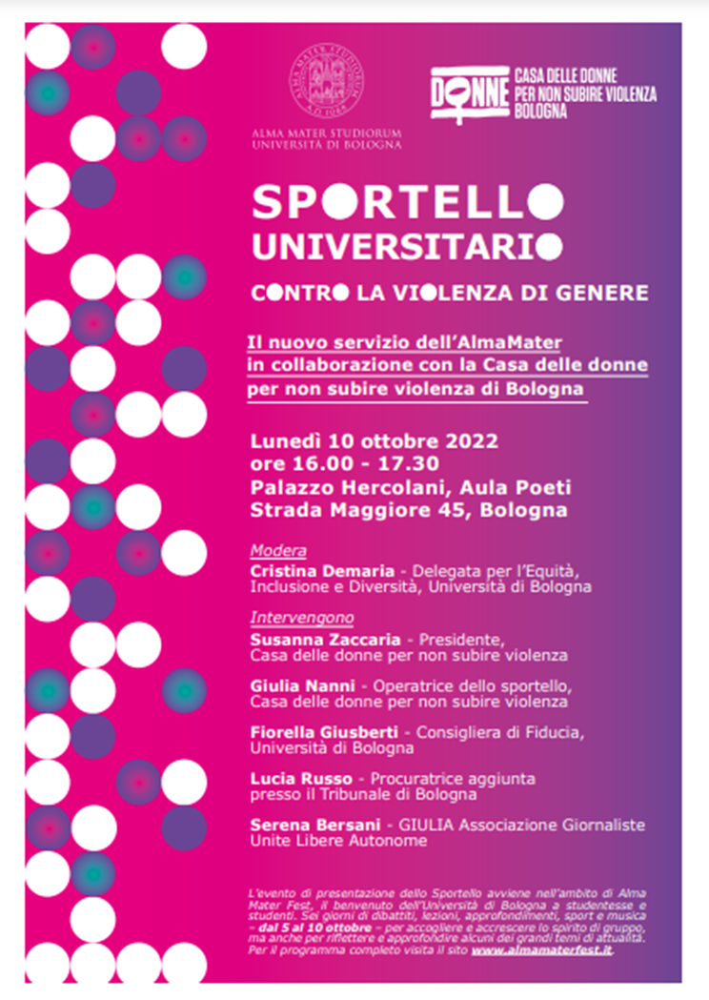 ALMA MATER STUDIORUM
A.D. 1088
ALMA MATER STUDIORUM
UNIVERSITÀ DI BOLOGNA
DONNE
CASA DELLE DONNE
PER NON SUBIRE VIOLENZA
BOLOGNA
SPORTELLO
UNIVERSITARIO
CONTRO LA VIOLENZA DI GENERE
Il nuovo servizio dell'AlmaMater
in collaborazione con la Casa delle donne
per non subire violenza di Bologna
Lunedì 10 ottobre 2022
ore 16.00 - 17.30
Palazzo Hercolani, Aula Poeti
Strada Maggiore 45, Bologna
Modera
Cristina Demaria - Delegata per l'Equità,
Inclusione e Diversità, Università di Bologna
Intervengono
Susanna Zaccaria - Presidente,
Casa delle donne per non subire violenza
Giulia Nanni - Operatrice dello sportello,
Casa delle donne per non subire violenza
Fiorella Giusberti - Consigliera di Fiducia,
Università di Bologna
Lucia Russo - Procuratrice aggiunta
presso il Tribunale di Bologna
Serena Bersani - GIULIA Associazione Giornaliste
Unite Libere Autonome
L'evento di presentazione dello Sportello avviene nell'ambito di Alma
Mater Fest, il benvenuto dell'Università di Bologna a studentesse e
studenti. Sei giorni di dibattiti, lezioni, approfondimenti, sport e musica
– dal 5 al 10 ottobre – per accogliere e accrescere lo spirito di gruppo,
ma anche per riflettere e approfondire alcuni dei grandi temi di attualità.
Per il programma completo visita il sito www.almamaterfest.it.